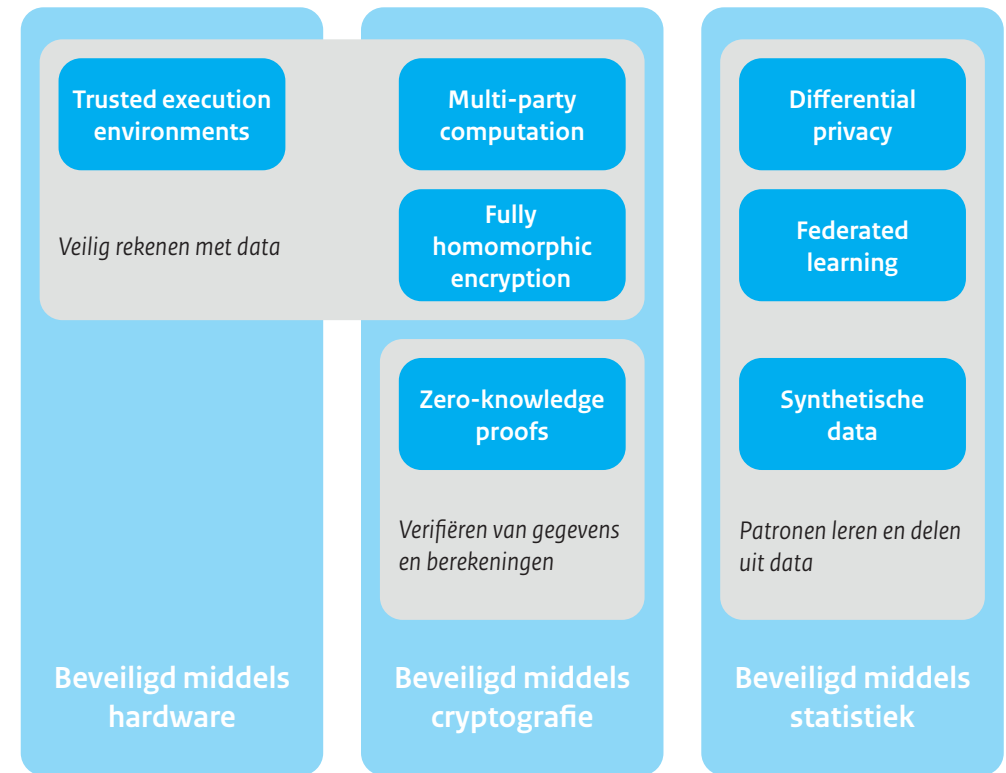 Trusted execution
environments
Multi-party
computation
Differential
privacy
Veilig rekenen met data
Fully
homomorphic
encryption
Federated
learning
Zero-knowledge
proofs
Synthetische
data
Verifiëren van gegevens
en berekeningen
Patronen leren en delen
uit data
Beveiligd middels
hardware
Beveiligd middels
cryptografie
Beveiligd middels
statistiek